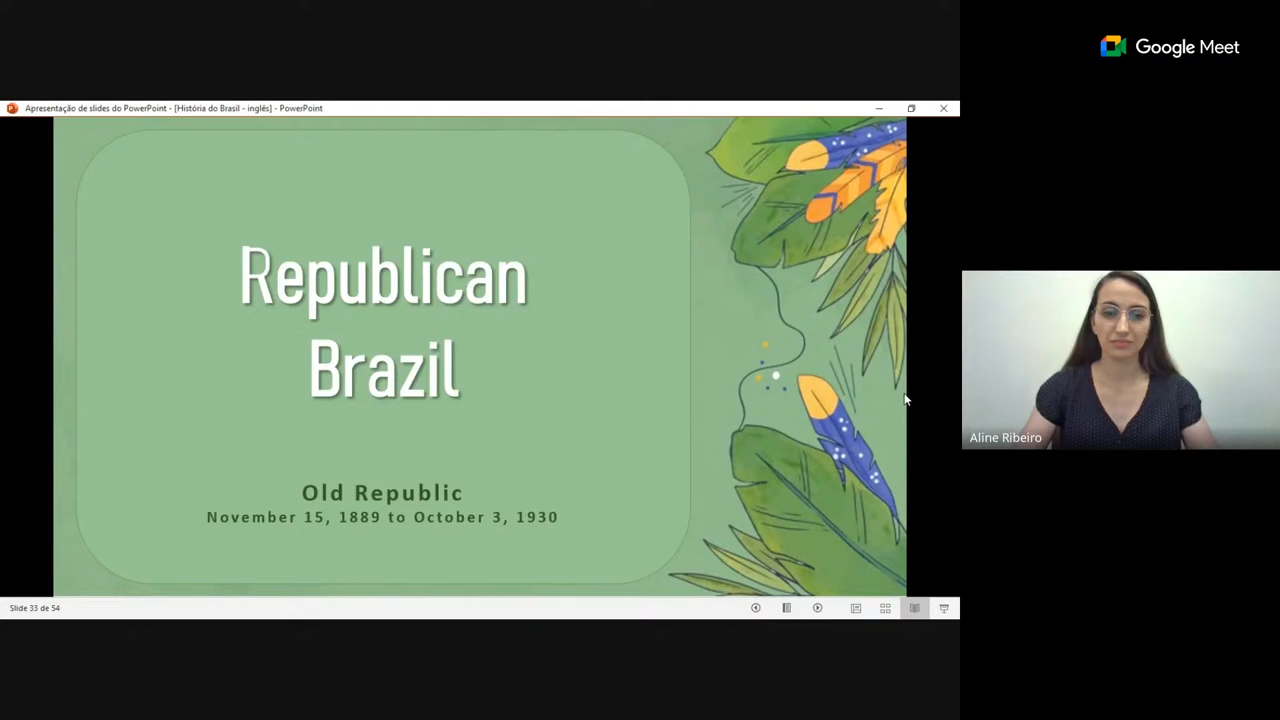 Google Meet
Apresentação de slides do PowerPoint - [História do Brasil - inglês] - PowerPoint
Republican
Brazil
Old Republic
November 15, 1889 to October 3, 1930
Aline Ribeiro
Slide 33 de 54